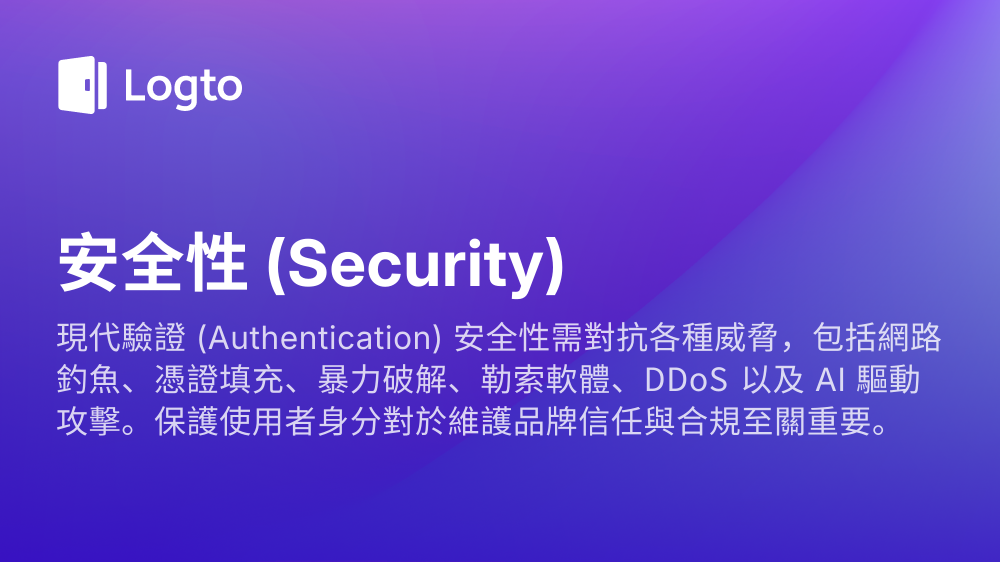 Logto
安全性 (Security)
現代驗證 (Authentication) 安全性需對抗各種威脅，包括網路
釣魚、憑證填充、暴力破解、勒索軟體、DDoS 以及 AI 驅動
攻擊。保護使用者身分對於維護品牌信任與合規至關重要。